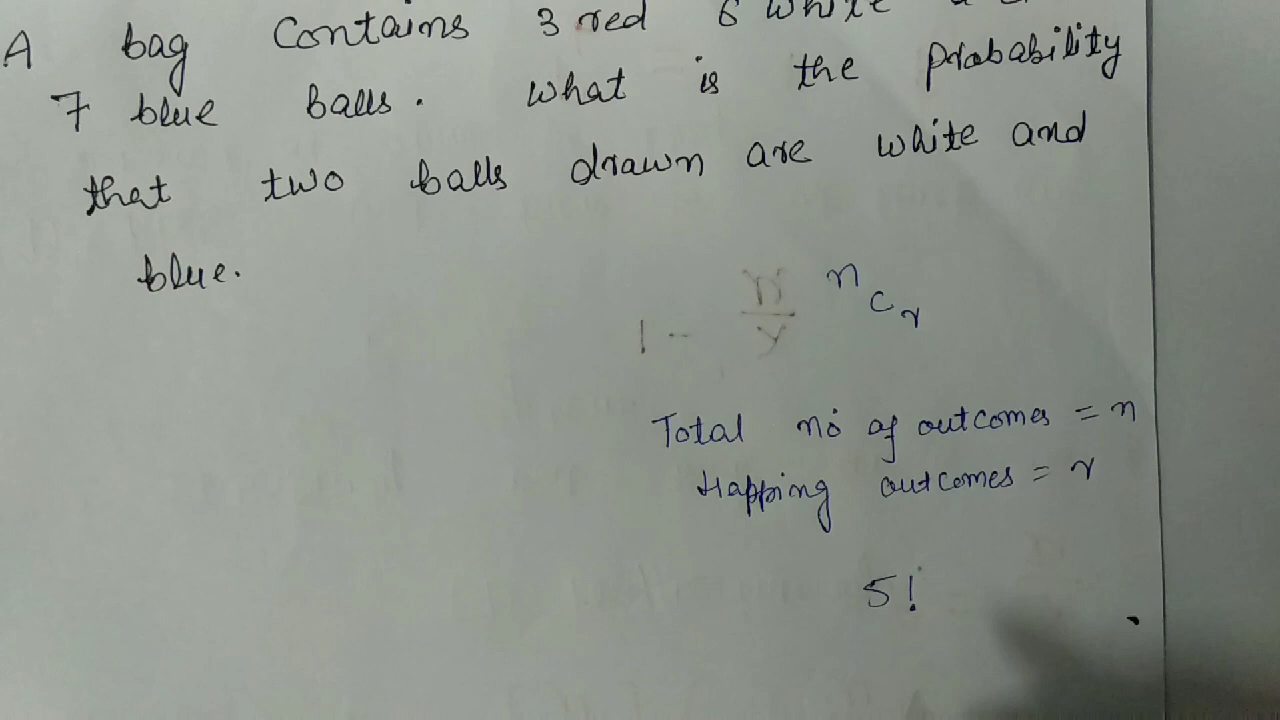 A bag Contains 3 red 6 white
7 blue balls. What is the probability
that two balls drawn are white and
blue.
n C r
1 -
Total no of outcomes = n
Happing outcomes = r
5!